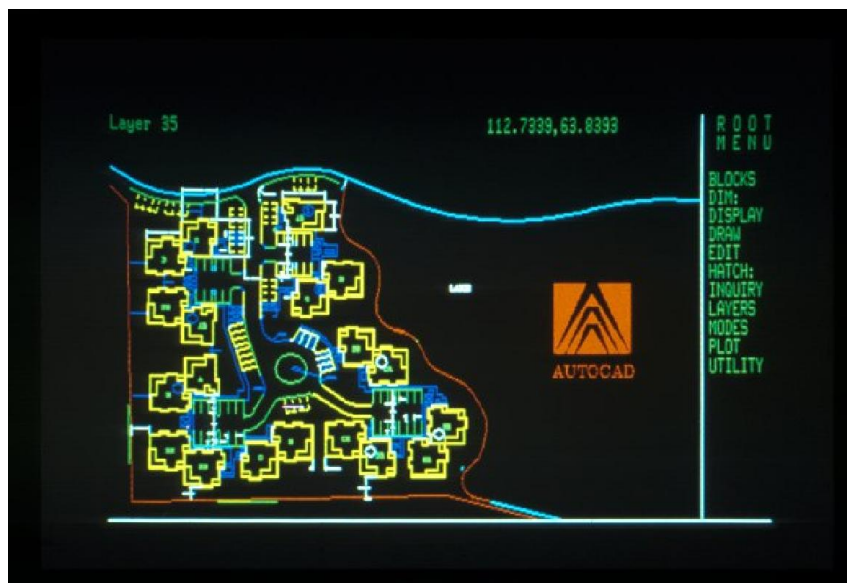 Layer 35
112.7339,63.8393
ROOT
MENU
BLOCKS
DIM:
DISPLAY
DRAW
EDIT
HATCH:
INQUIRY
LAYERS
MODES
PLOT
UTILITY
AUTOCAD